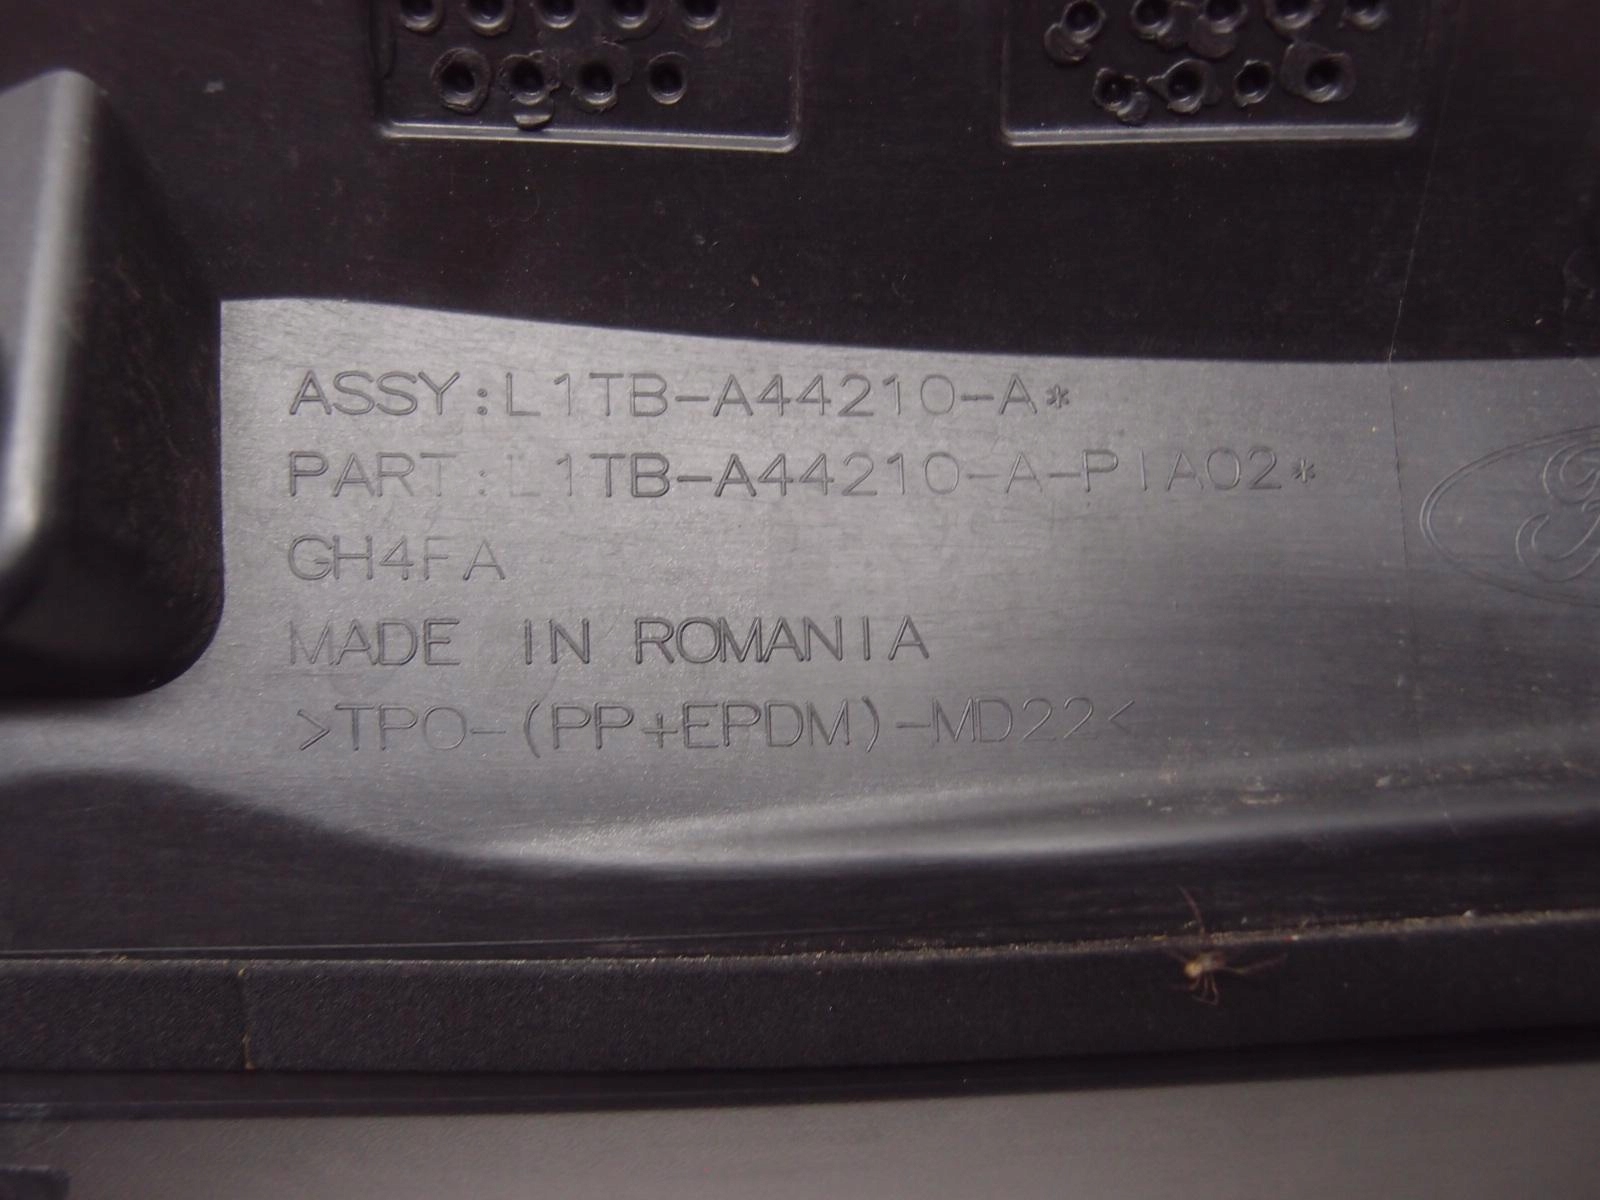 ASSY:L1TB-A44210-A*
PART:L1TB-A44210-A-PIA02*
GH4FA
MADE IN ROMANIA
>TPO-(PP+EPDM)-MD22<